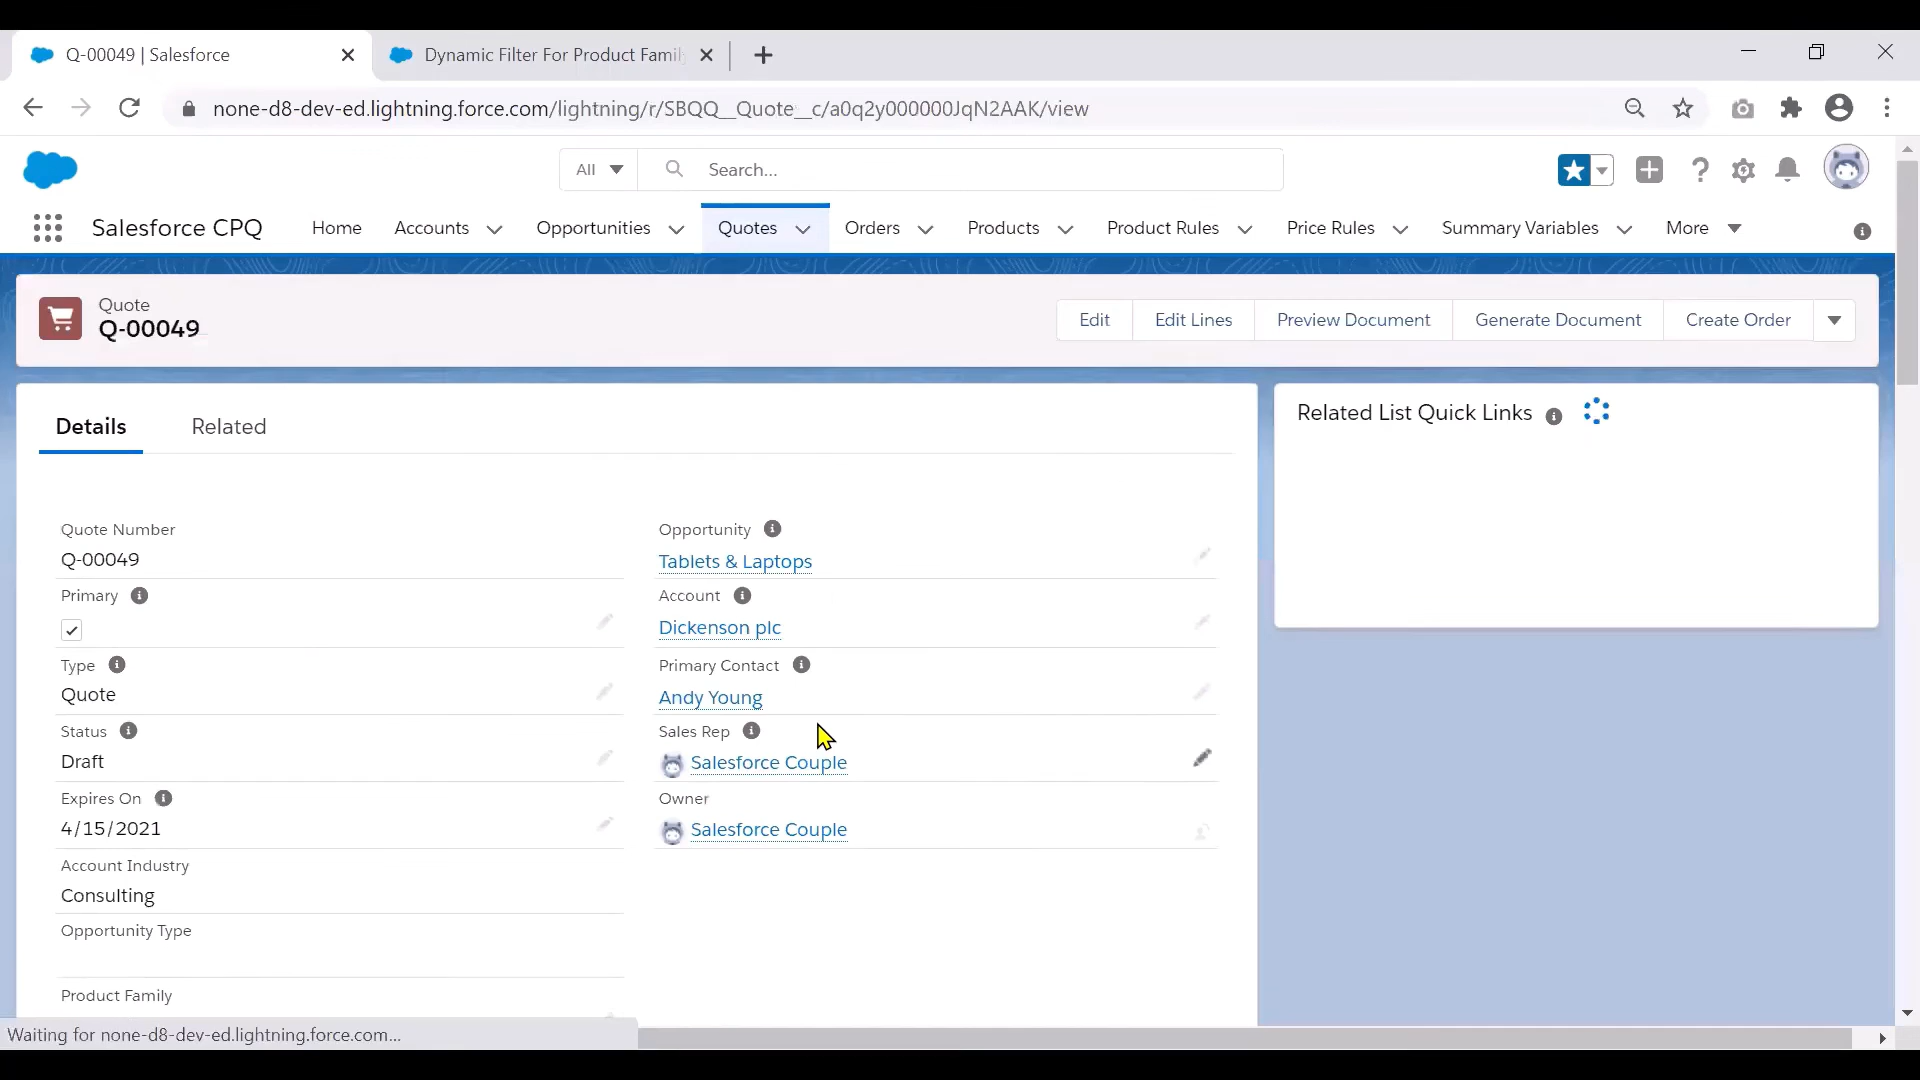 Q-00049 | Salesforce
Dynamic Filter For Product Famil
none-d8-dev-ed.lightning.force.com/lightning/r/SBQQ__Quote__c/a0q2y000000JqN2AAK/view
All
Search...
Salesforce CPQ
Home
Accounts
Opportunities
Quotes
Orders
Products
Product Rules
Price Rules
Summary Variables
More
Quote
Q-00049
Edit
Edit Lines
Preview Document
Generate Document
Create Order
Details
Related
Related List Quick Links
Quote Number
Q-00049
Opportunity
Tablets & Laptops
Primary
Account
Dickenson plc
Type
Quote
Primary Contact
Andy Young
Status
Draft
Sales Rep
Salesforce Couple
Expires On
4/15/2021
Owner
Salesforce Couple
Account Industry
Consulting
Opportunity Type
Product Family
Waiting for none-d8-dev-ed.lightning.force.com...